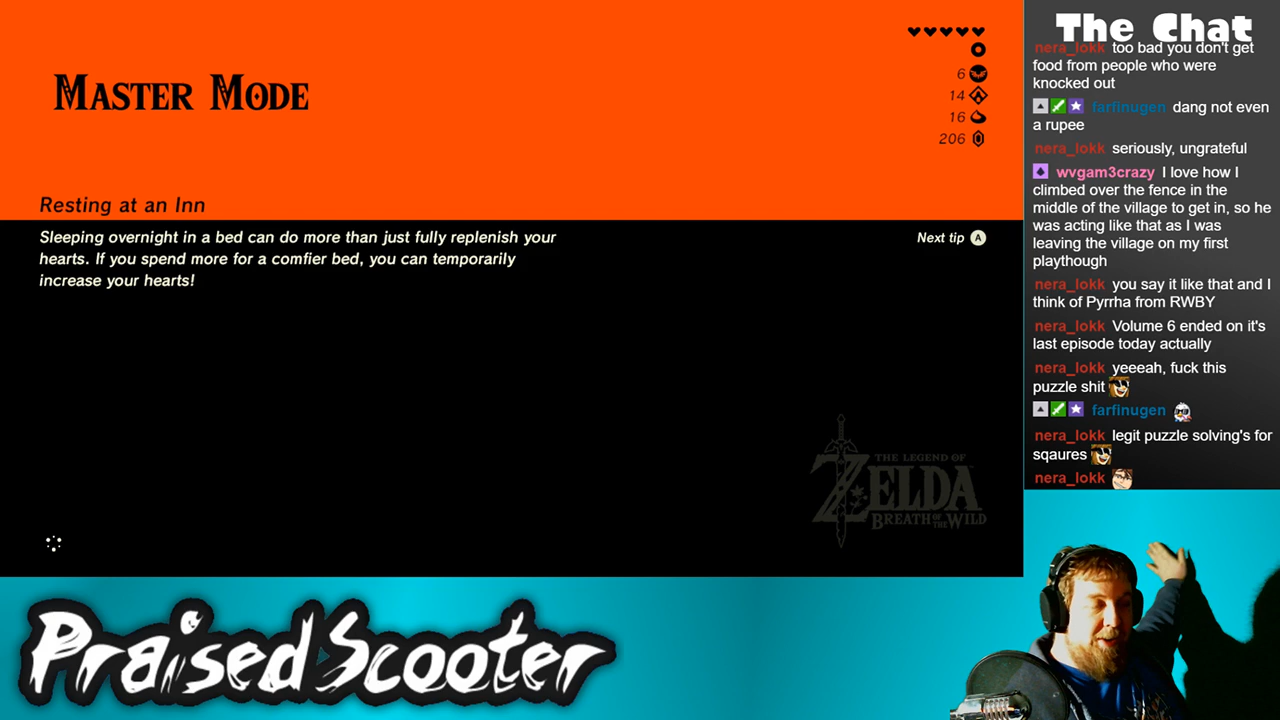 MASTER MODE
6
14
16
206
Resting at an Inn
Sleeping overnight in a bed can do more than just fully replenish your
hearts. If you spend more for a comfier bed, you can temporarily
increase your hearts!
Next tip A
THE LEGEND OF
ZELDA
BREATH OF THE WILD
The Chat
nera_lokk too bad you don't get
food from people who were
knocked out
farfinugen dang not even
a rupee
nera_lokk seriously, ungrateful
wvgam3crazy I love how I
climbed over the fence in the
middle of the village to get in, so he
was acting like that as I was
leaving the village on my first
playthough
nera_lokk you say it like that and I
think of Pyrrha from RWBY
nera_lokk Volume 6 ended on it's
last episode today actually
nera_lokk yeeeah, fuck this
puzzle shit
farfinugen
nera_lokk legit puzzle solving's for
sqaures
nera_lokk
PraisedScooter